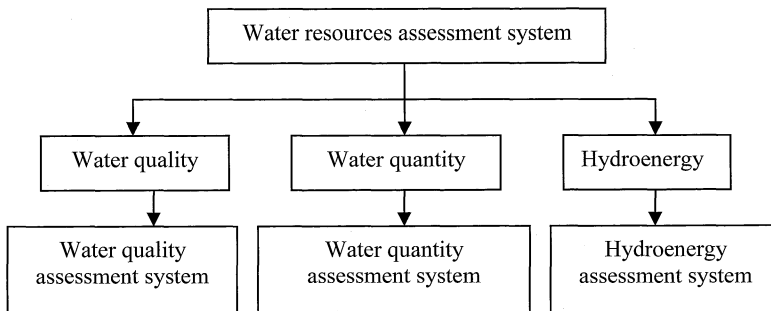 Water resources assessment system
Water quality
Water quantity
Hydroenergy
Water quality
assessment system
Water quantity
assessment system
Hydroenergy
assessment system